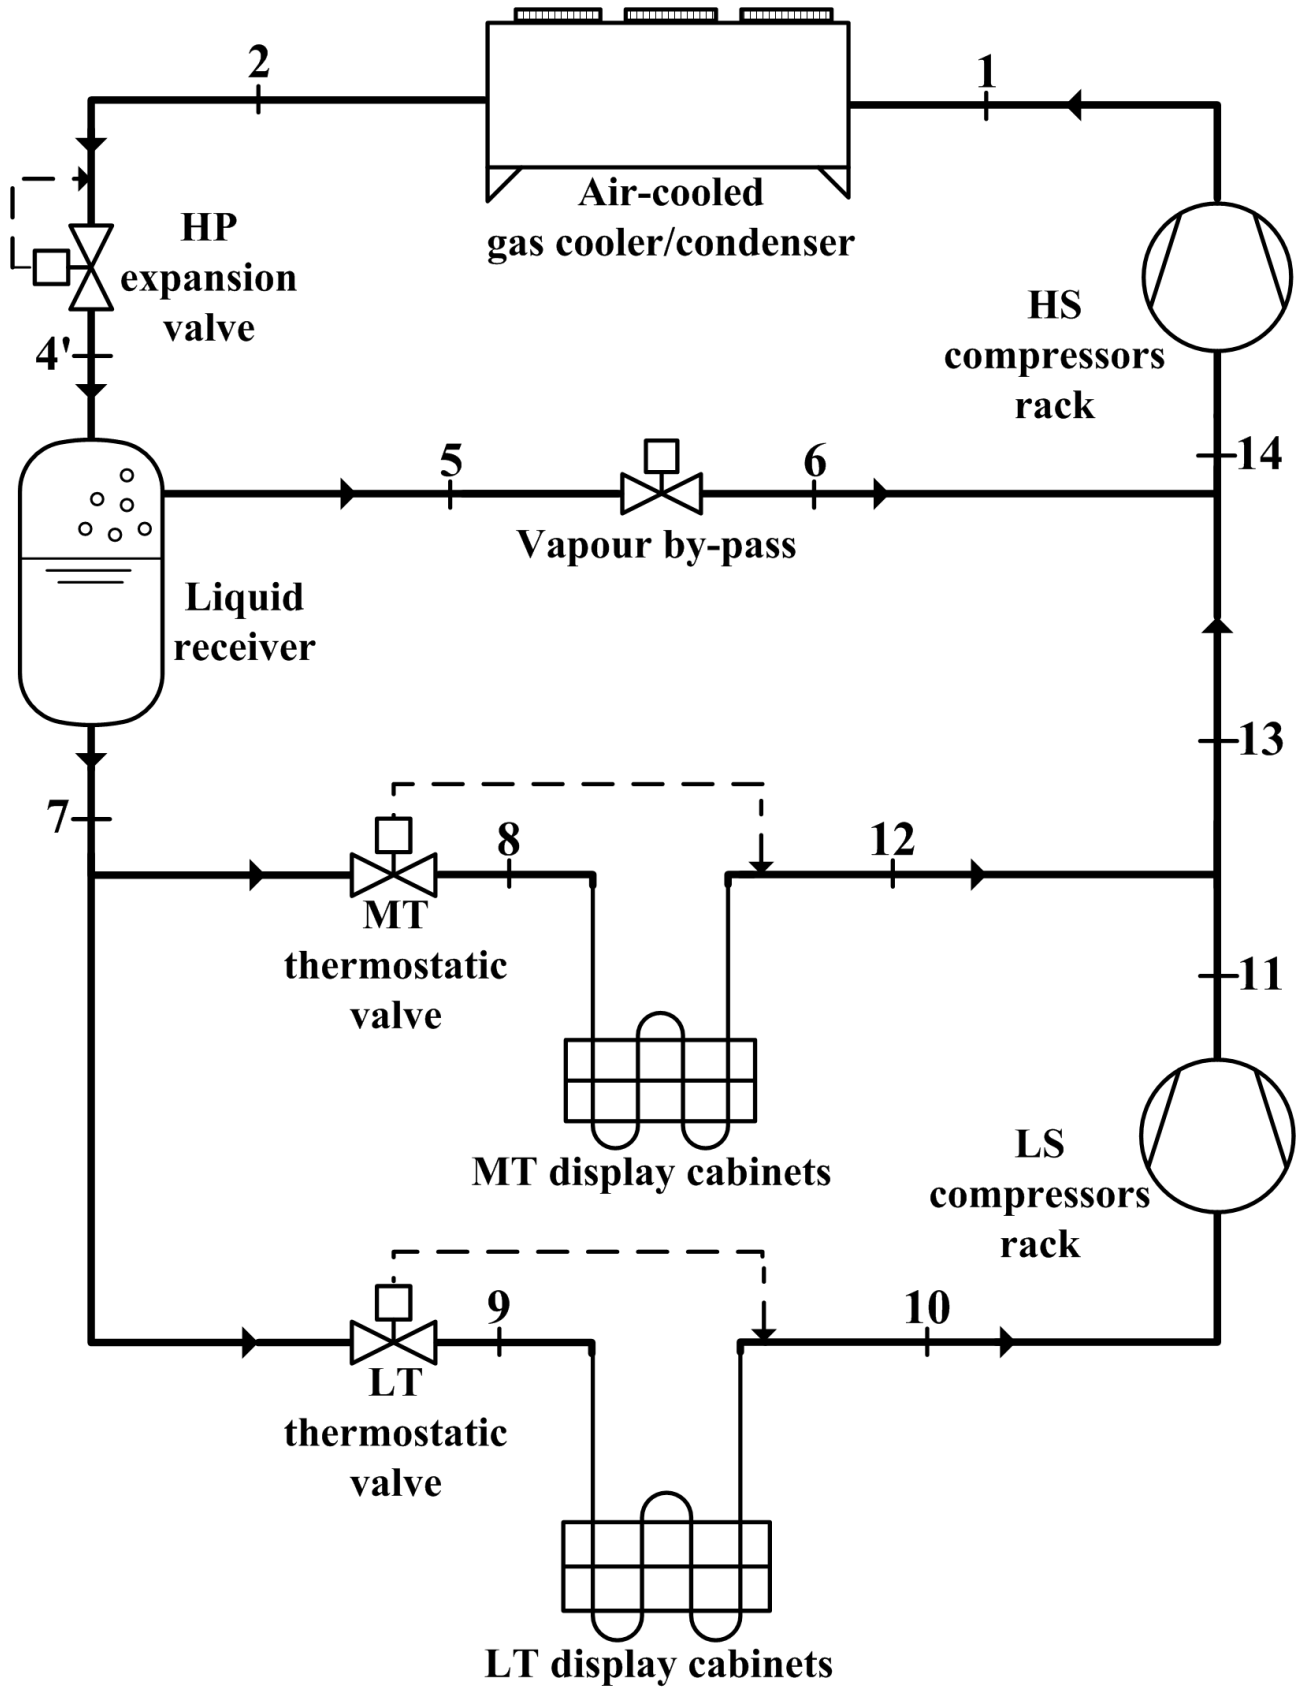 2
1
Air-cooled
gas cooler/condenser
HP
expansion
valve
HS
compressors
rack
4'
5
6
14
Vapour by-pass
Liquid
receiver
13
7
8
12
MT
thermostatic
valve
11
MT display cabinets
LS
compressors
rack
9
10
LT
thermostatic
valve
LT display cabinets